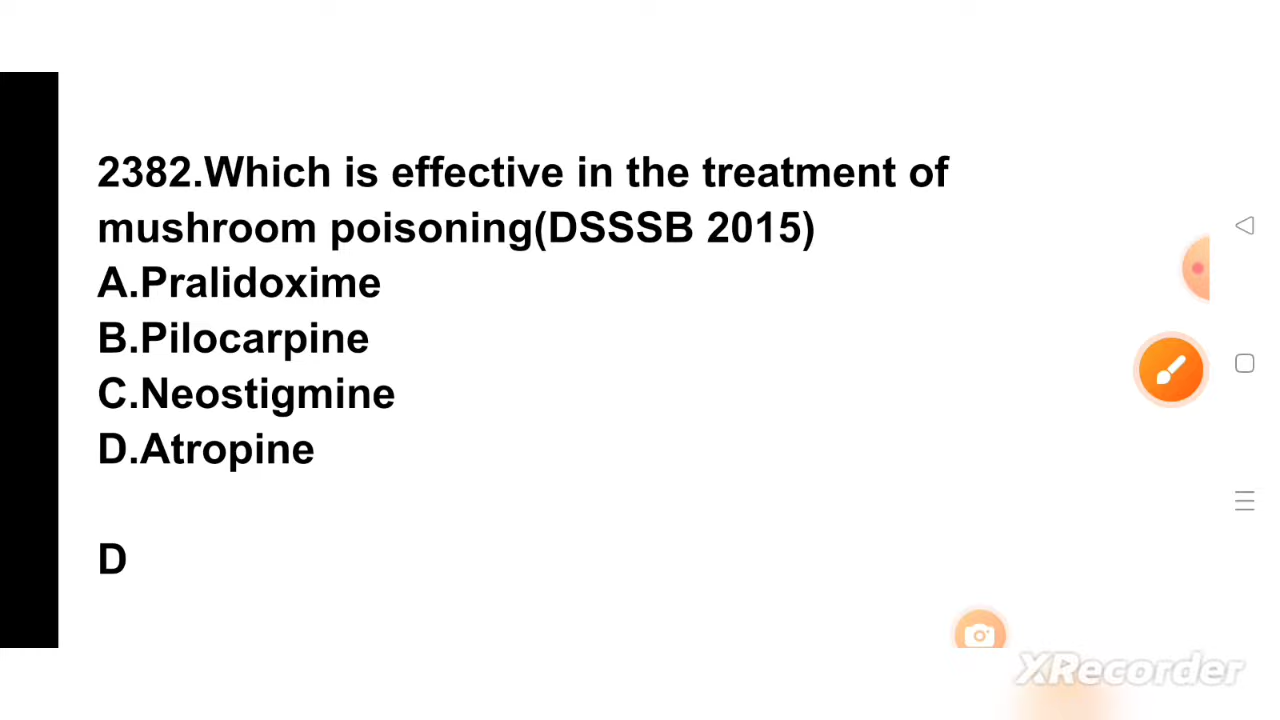 2382.Which is effective in the treatment of
mushroom poisoning(DSSSB 2015)
A.Pralidoxime
B.Pilocarpine
C.Neostigmine
D.Atropine
D
XRecorder